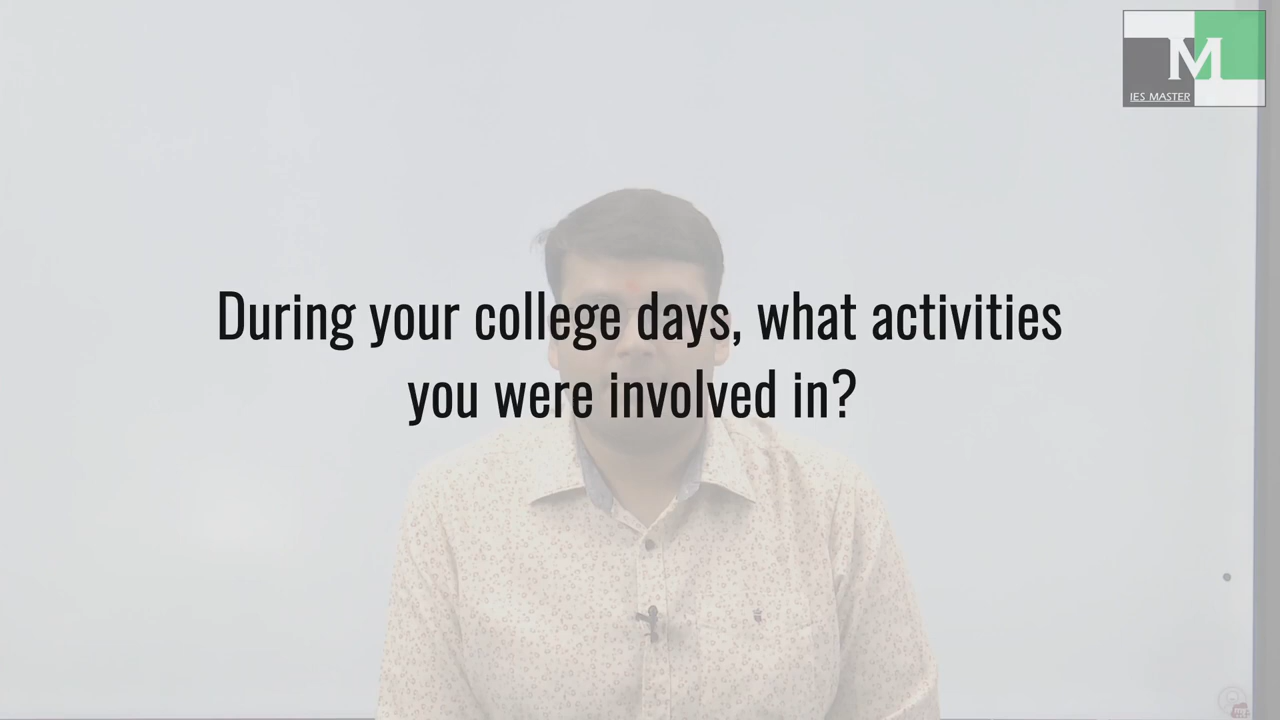 M
IES MASTER
During your college days, what activities
you were involved in?